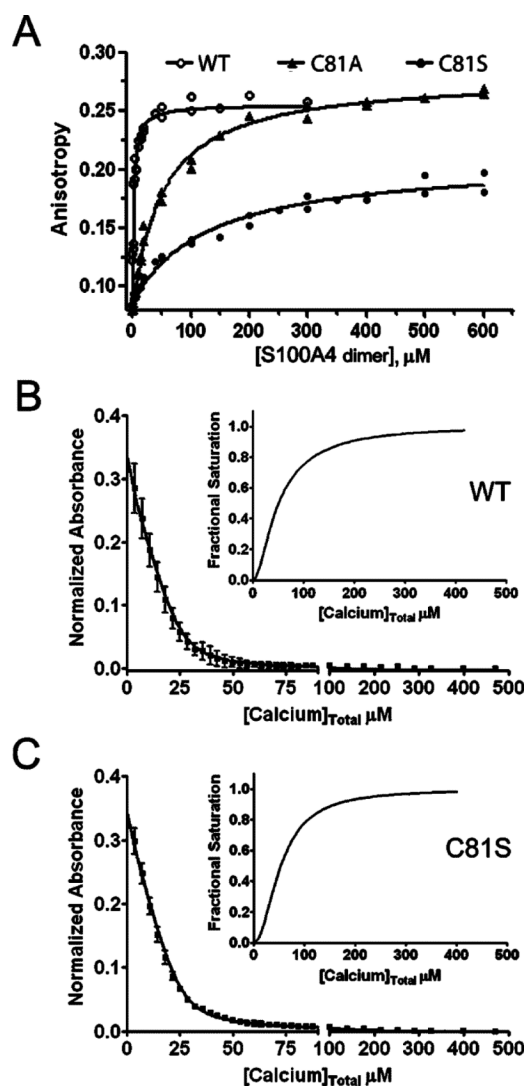 A
WT C81A C81S
Anisotropy
0.25
0.20
0.15
0.10
0 100 200 300 400 500 600
[S100A4 dimer], μM
B
Normalized Absorbance
0.4
0.3
0.2
0.1
0.0
0 25 50 75 100 200 300 400 500
[Calcium]Total μM
Fractional Saturation
1.0
0.8
0.6
0.4
0.2
0.0
0 100 200 300 400 500
[Calcium]Total μM
WT
C
Normalized Absorbance
0.4
0.3
0.2
0.1
0.0
0 25 50 75 100 200 300 400 500
[Calcium]Total μM
Fractional Saturation
1.0
0.8
0.6
0.4
0.2
0.0
0 100 200 300 400 500
[Calcium]Total μM
C81S